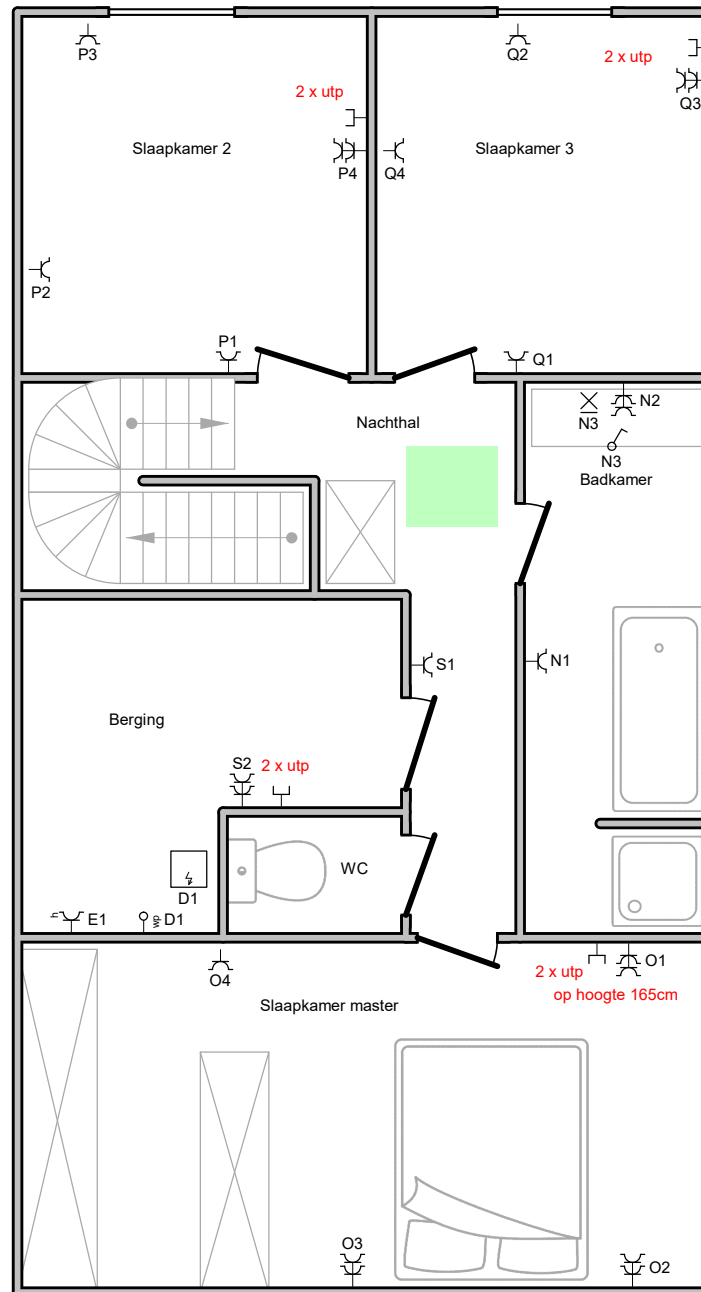 P3
Q2
2 x utp
2 x utp
Q3
Slaapkamer 2
P4
Q4
Slaapkamer 3
P2
P1
Q1
Nachthal
N3
N2
N3
Badkamer
S1
N1
Berging
S2
2 x utp
WC
D1
h
E1
wp
D1
O4
2 x utp
O1
op hoogte 165cm
Slaapkamer master
O3
O2